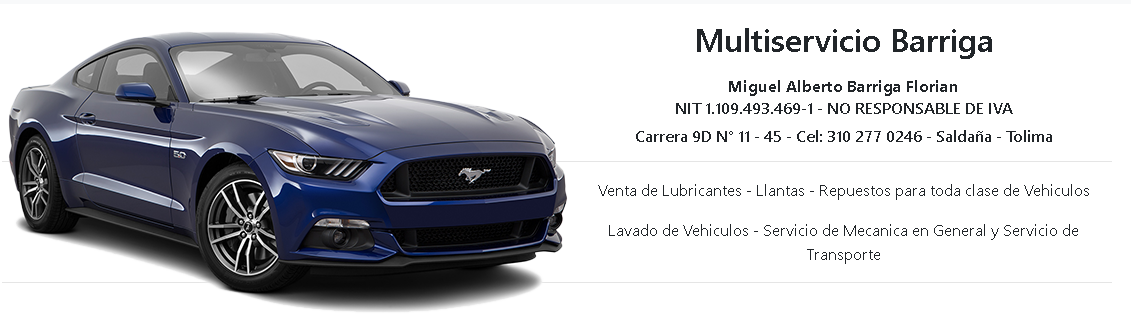 Multiservicio Barriga
Miguel Alberto Barriga Florian
NIT 1.109.493.469-1 - NO RESPONSABLE DE IVA
Carrera 9D N° 11 - 45 - Cel: 310 277 0246 - Saldaña - Tolima
Venta de Lubricantes - Llantas - Repuestos para toda clase de Vehiculos
Lavado de Vehiculos - Servicio de Mecanica en General y Servicio de
Transporte
5.0